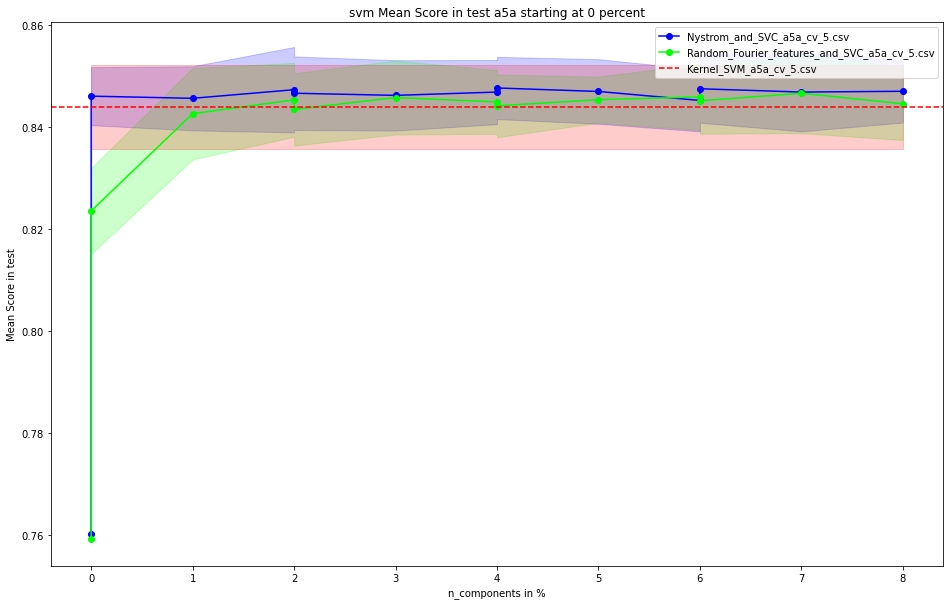 svm Mean Score in test a5a starting at 0 percent
Nystrom_and_SVC_a5a_cv_5.csv
Random_Fourier_features_and_SVC_a5a_cv_5.csv
Kernel_SVM_a5a_cv_5.csv
0.86
0.84
0.82
0.80
0.78
0.76
Mean Score in test
0 1 2 3 4 5 6 7 8
n_components in %